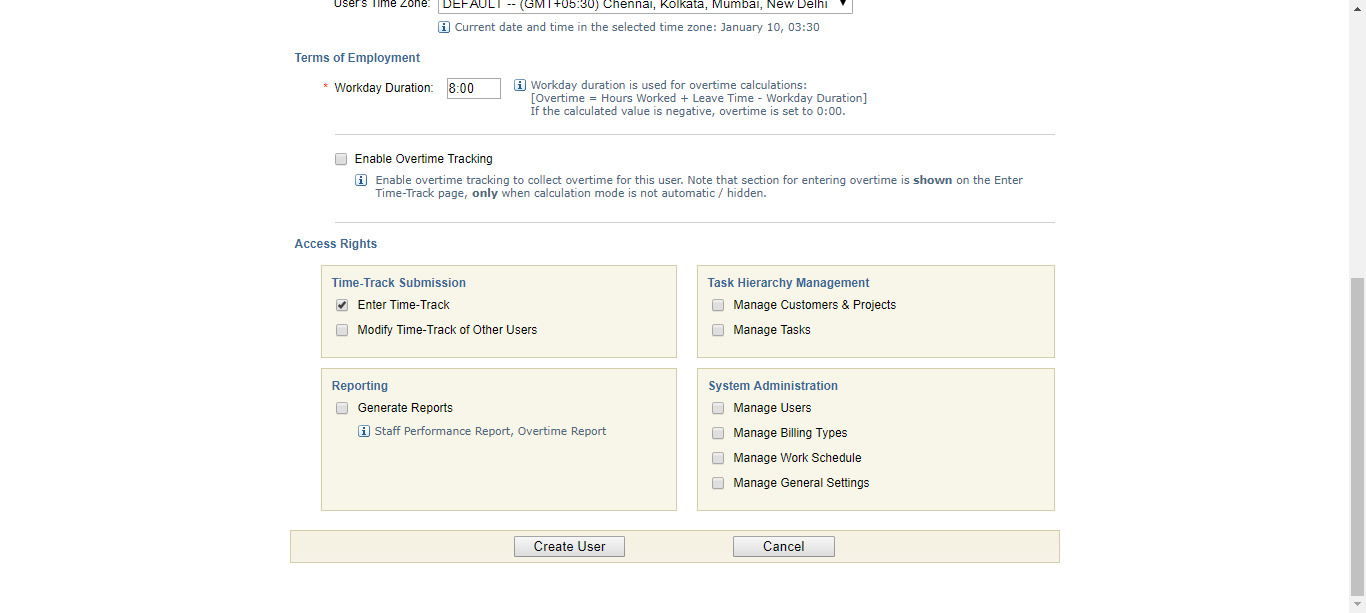 User's Time Zone: DEFAULT -- (GMT+05:30) Chennai, Kolkata, Mumbai, New Delhi
Current date and time in the selected time zone: January 10, 03:30
Terms of Employment
* Workday Duration: 8:00
Workday duration is used for overtime calculations:
[Overtime = Hours Worked + Leave Time - Workday Duration]
If the calculated value is negative, overtime is set to 0:00.
Enable Overtime Tracking
Enable overtime tracking to collect overtime for this user. Note that section for entering overtime is shown on the Enter
Time-Track page, only when calculation mode is not automatic / hidden.
Access Rights
Time-Track Submission
Enter Time-Track
Modify Time-Track of Other Users
Task Hierarchy Management
Manage Customers & Projects
Manage Tasks
Reporting
Generate Reports
Staff Performance Report, Overtime Report
System Administration
Manage Users
Manage Billing Types
Manage Work Schedule
Manage General Settings
Create User
Cancel